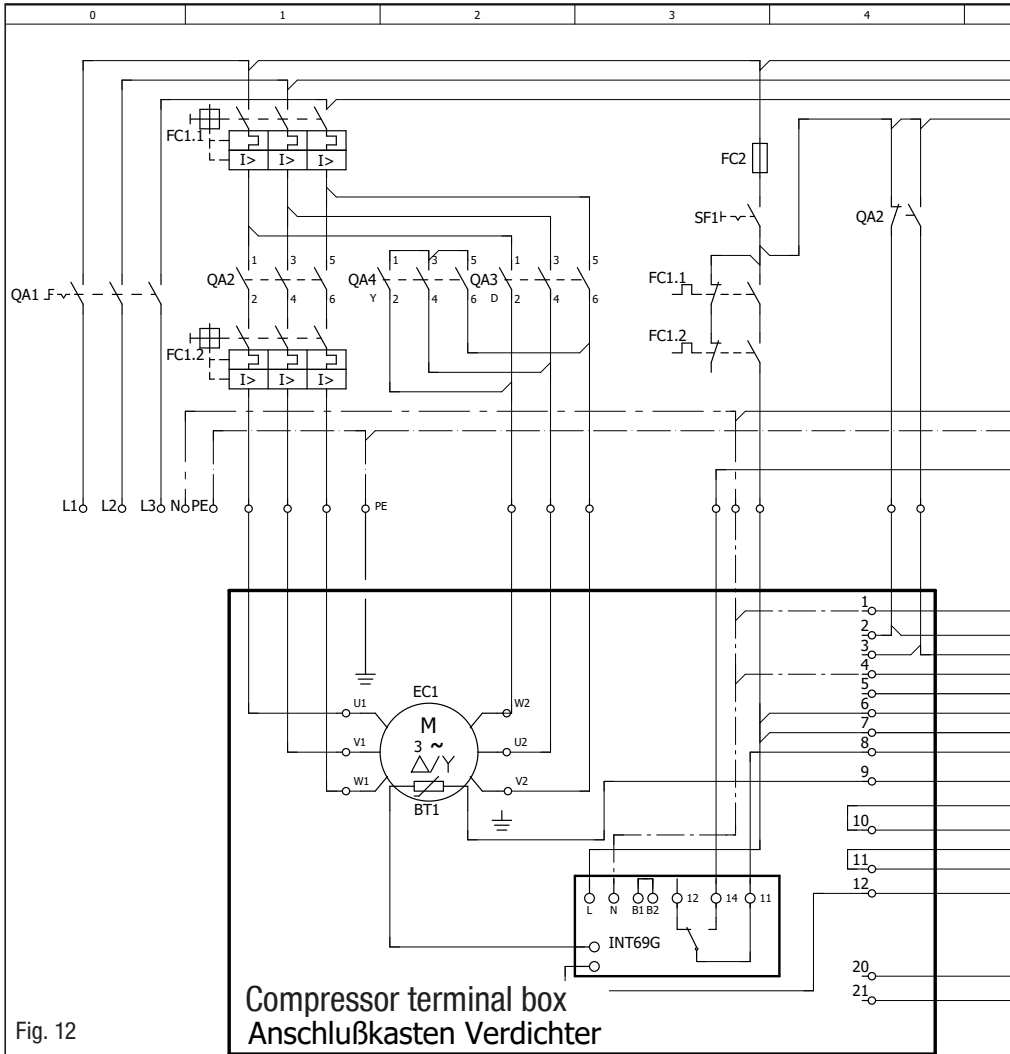 0 1 2 3 4
FC1.1
I> I> I>
FC2
SF1
QA2
1 3 5 1 3 5 1 3 5
QA1 QA2 QA4 QA3 FC1.1
2 4 6 Y 2 4 6 D 2 4 6
FC1.2
FC1.2
I> I> I>
L1 L2 L3 N PE PE
1
2
3
4
5
6
7
8
9
10
11
12
20
21
EC1
U1 W2
M
V1 3 ~ U2
Δ/Y
W1 V2
BT1
L N B1 B2 12 14 11
INT69G
Compressor terminal box
Anschlußkasten Verdichter
Fig. 12